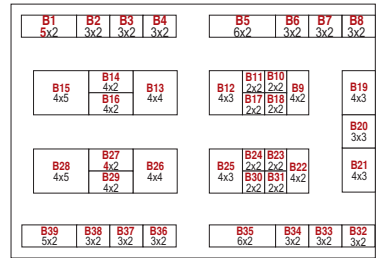 B1 B2 B3 B4 B5 B6 B7 B8
5x2 3x2 3x2 3x2 6x2 3x2 3x2 3x2
B15
4x5
B14
4x2
B16
4x2
B13
4x4
B12
4x3
B11 B10
2x2 2x2
B17 B18
2x2 2x2
B9
4x2
B19
4x3
B20
3x3
B21
4x3
B28
4x5
B27
4x2
B29
4x2
B26
4x4
B25
4x3
B24 B23
2x2 2x2
B30 B31
2x2 2x2
B22
4x2
B39 B38 B37 B36 B35 B34 B33 B32
5x2 3x2 3x2 3x2 6x2 3x2 3x2 3x2